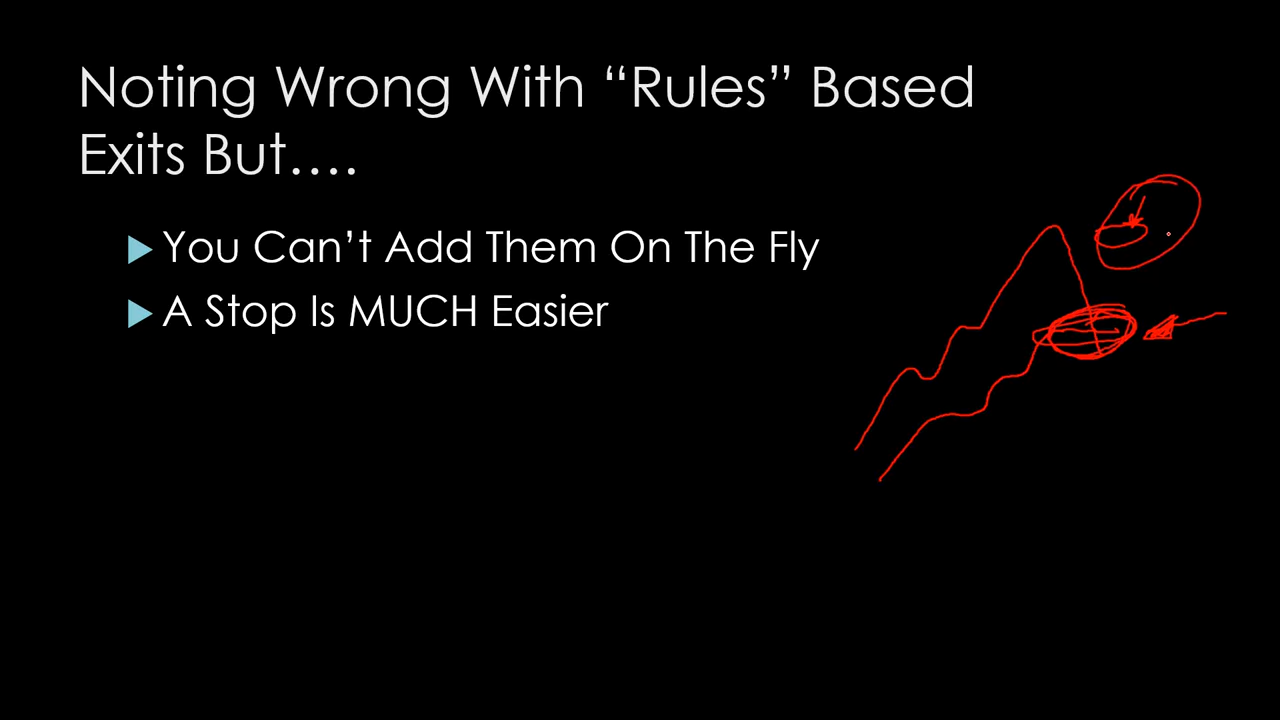 Noting Wrong With “Rules” Based
Exits But….
You Can’t Add Them On The Fly
A Stop Is MUCH Easier